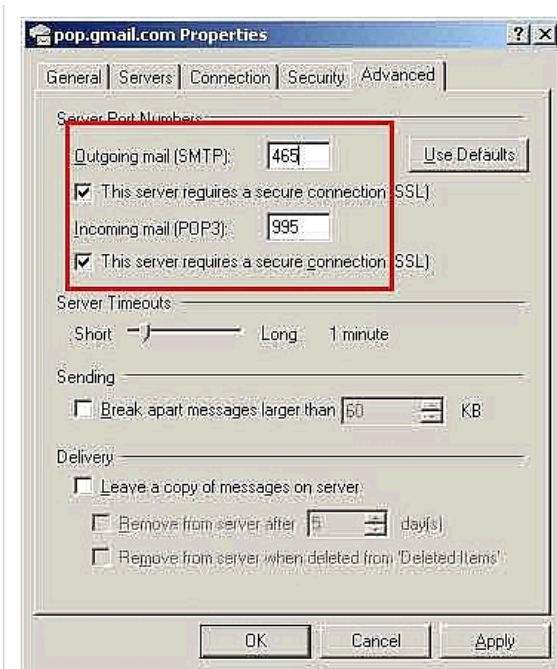 pop.gmail.com Properties ? X
General Servers Connection Security Advanced
Server Port Numbers
Outgoing mail (SMTP): 465 Use Defaults
This server requires a secure connection (SSL)
Incoming mail (POP3): 995
This server requires a secure connection (SSL)
Server Timeouts
Short Long 1 minute
Sending
Break apart messages larger than 60 KB
Delivery
Leave a copy of messages on server
Remove from server after 5 day(s)
Remove from server when deleted from 'Deleted Items'
OK Cancel Apply